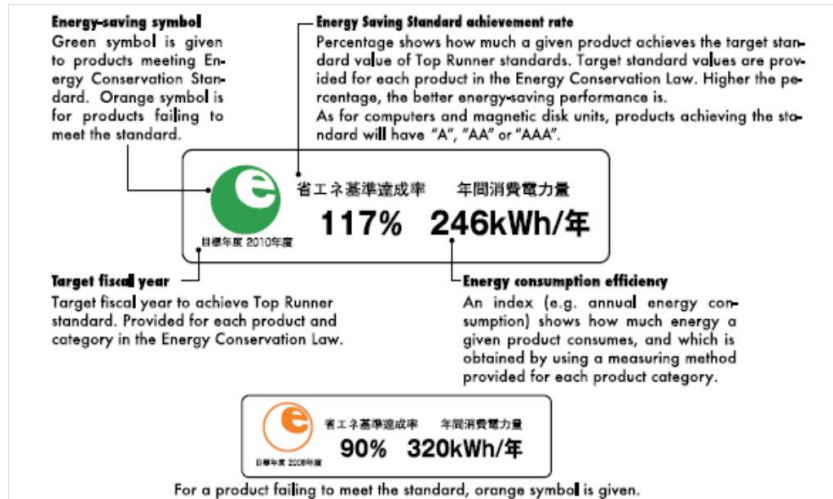 Energy-saving symbol
Green symbol is given
to products meeting En-
ergy Conservation Stan-
dard. Orange symbol is
for products failing to
meet the standard.
Energy Saving Standard achievement rate
Percentage shows how much a given product achieves the target stan-
dard value of Top Runner standards. Target standard values are prov-
ided for each product in the Energy Conservation Law. Higher the pe-
rcentage, the better energy-saving performance is.
As for computers and magnetic disk units, products achieving the sta-
ndard will have "A", "AA" or "AAA".
e
省エネ基準達成率 年間消費電力量
117% 246kWh/年
目標年度 2010年度
Target fiscal year
Target fiscal year to achieve Top Runner
standard. Provided for each product and
category in the Energy Conservation Law.
Energy consumption efficiency
An index (e.g. annual energy con-
sumption) shows how much energy a
given product consumes, and which is
obtained by using a measuring method
provided for each product category.
e
省エネ基準達成率 年間消費電力量
90% 320kWh/年
目標年度 2008年度
For a product failing to meet the standard, orange symbol is given.